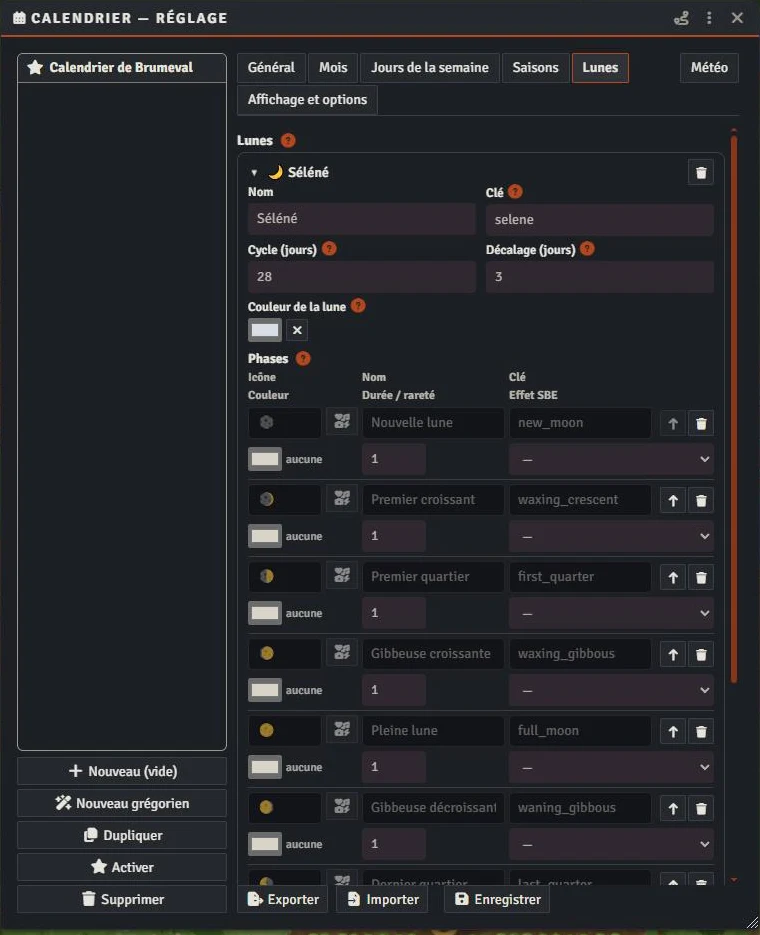 CALENDRIER — RÉGLAGE
Calendrier de Brumeval
Général
Mois
Jours de la semaine
Saisons
Lunes
Météo
Affichage et options
Lunes ?
Séléné
Nom
Clé ?
Séléné
selene
Cycle (jours) ?
Décalage (jours) ?
28
3
Couleur de la lune ?
Phases ?
Icône
Nom
Clé
Couleur
Durée / rareté
Effet SBE
Nouvelle lune
new_moon
aucune
1
—
Premier croissant
waxing_crescent
aucune
1
—
Premier quartier
first_quarter
aucune
1
—
Gibbeuse croissante
waxing_gibbous
aucune
1
—
Pleine lune
full_moon
aucune
1
—
Gibbeuse décroissant
waning_gibbous
aucune
1
—
Dernier quartier
last_quarter
Nouveau (vide)
Nouveau grégorien
Dupliquer
Activer
Supprimer
Exporter
Importer
Enregistrer